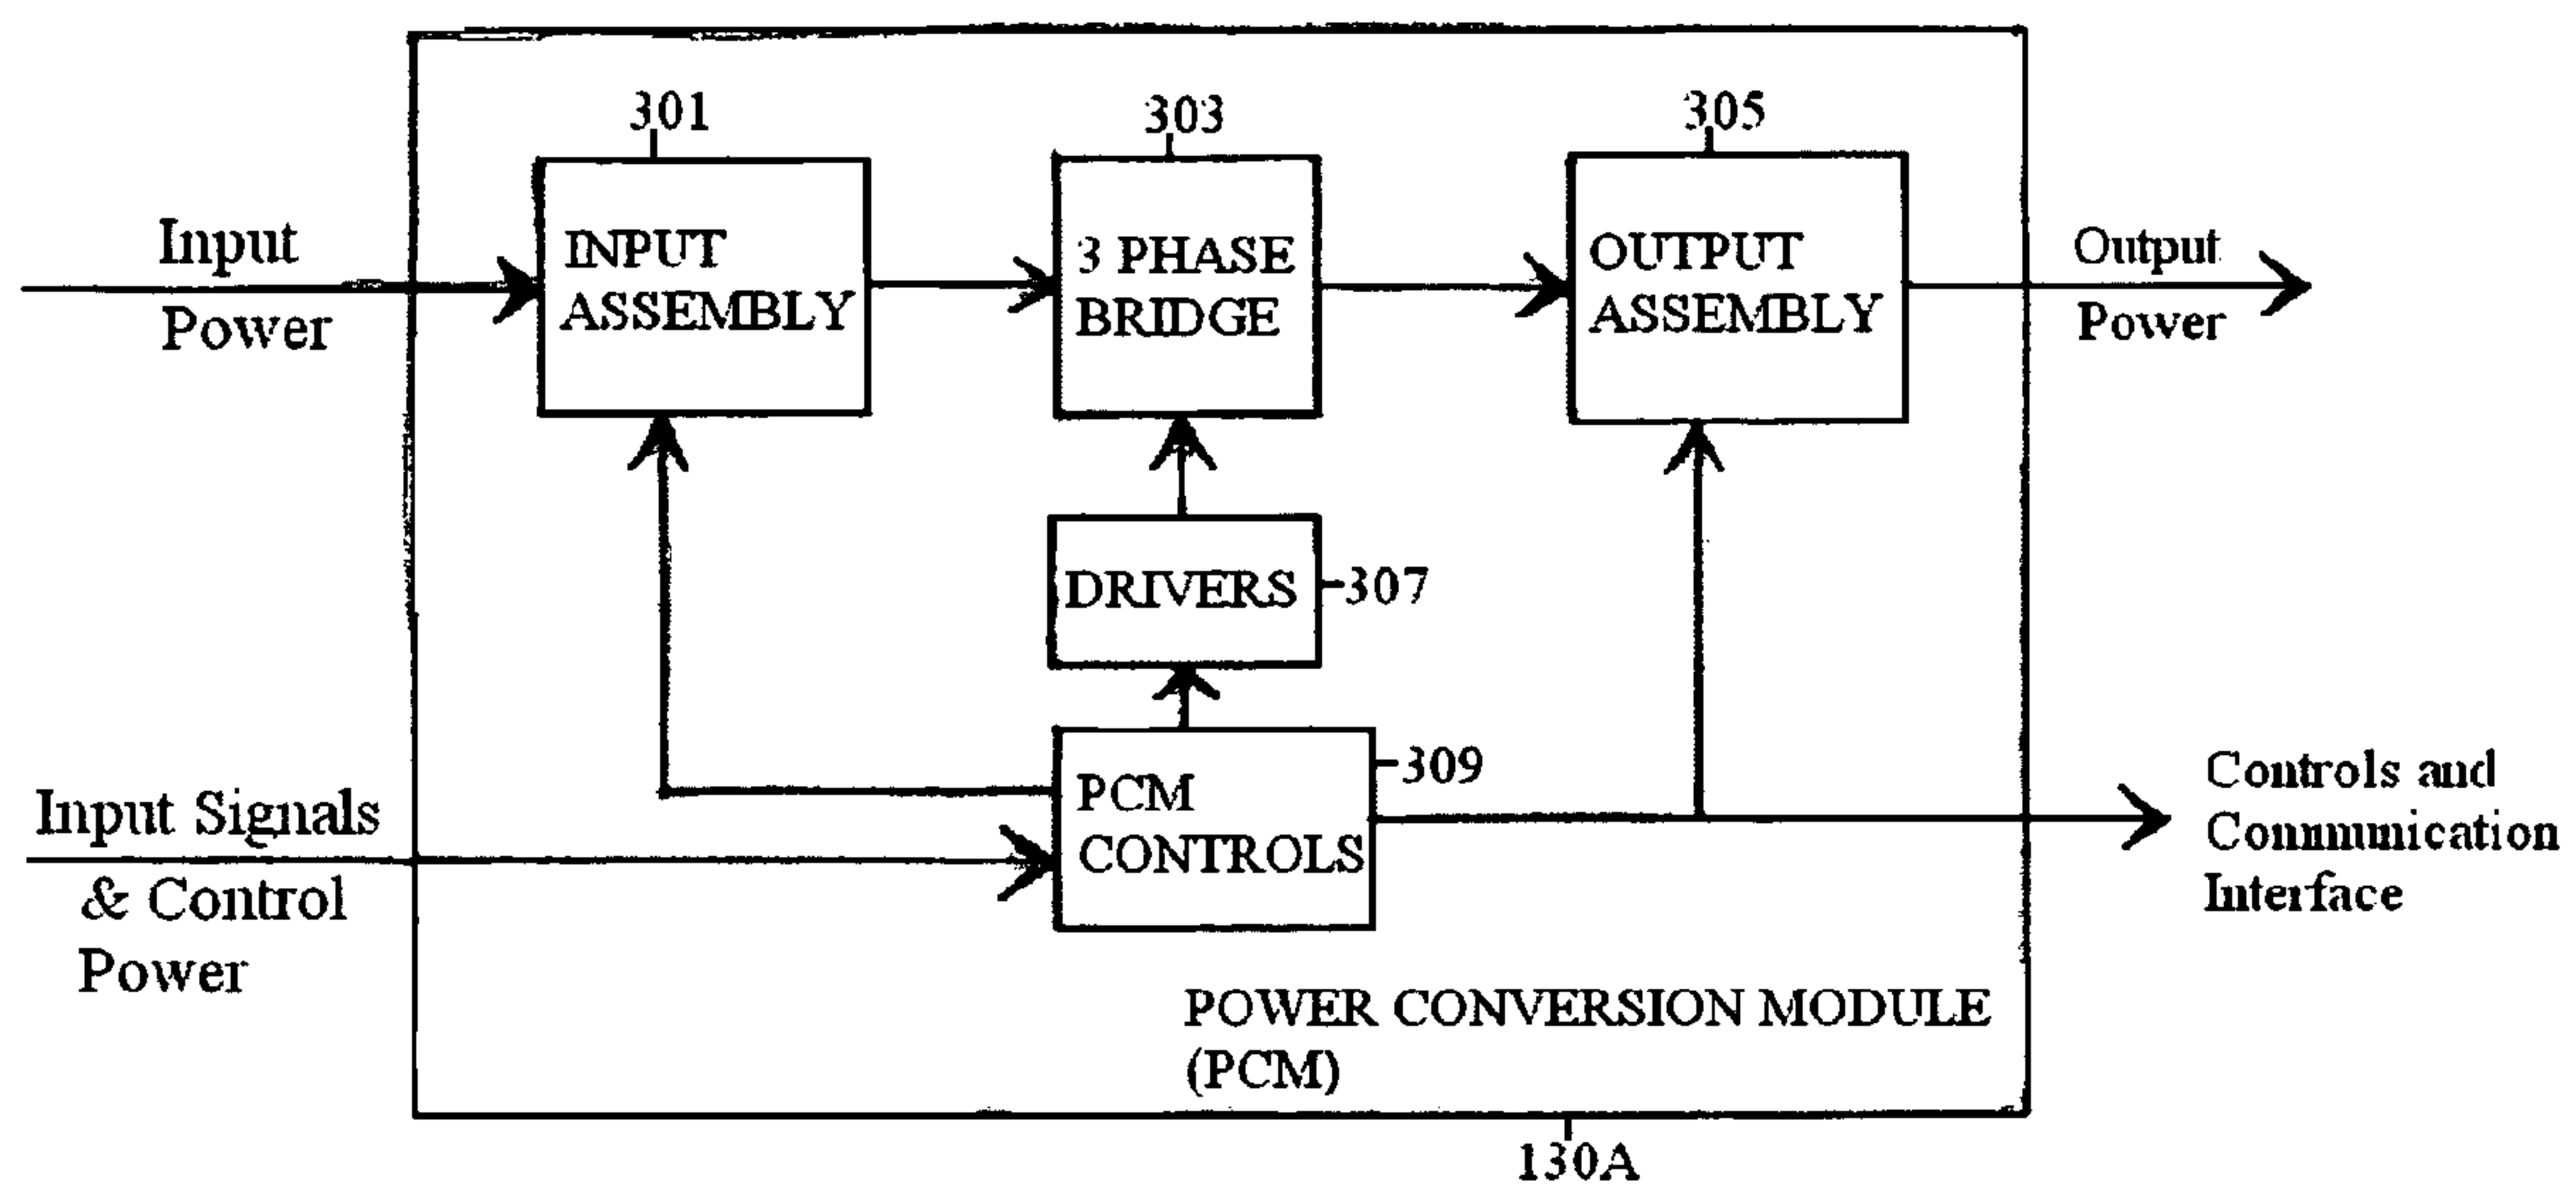 301
303
305
Input
Power
INPUT
ASSEMBLY
3 PHASE
BRIDGE
OUTPUT
ASSEMBLY
Output
Power
DRIVERS
307
309
PCM
CONTROLS
Input Signals
& Control
Power
Controls and
Communication
Interface
POWER CONVERSION MODULE
(PCM)
130A